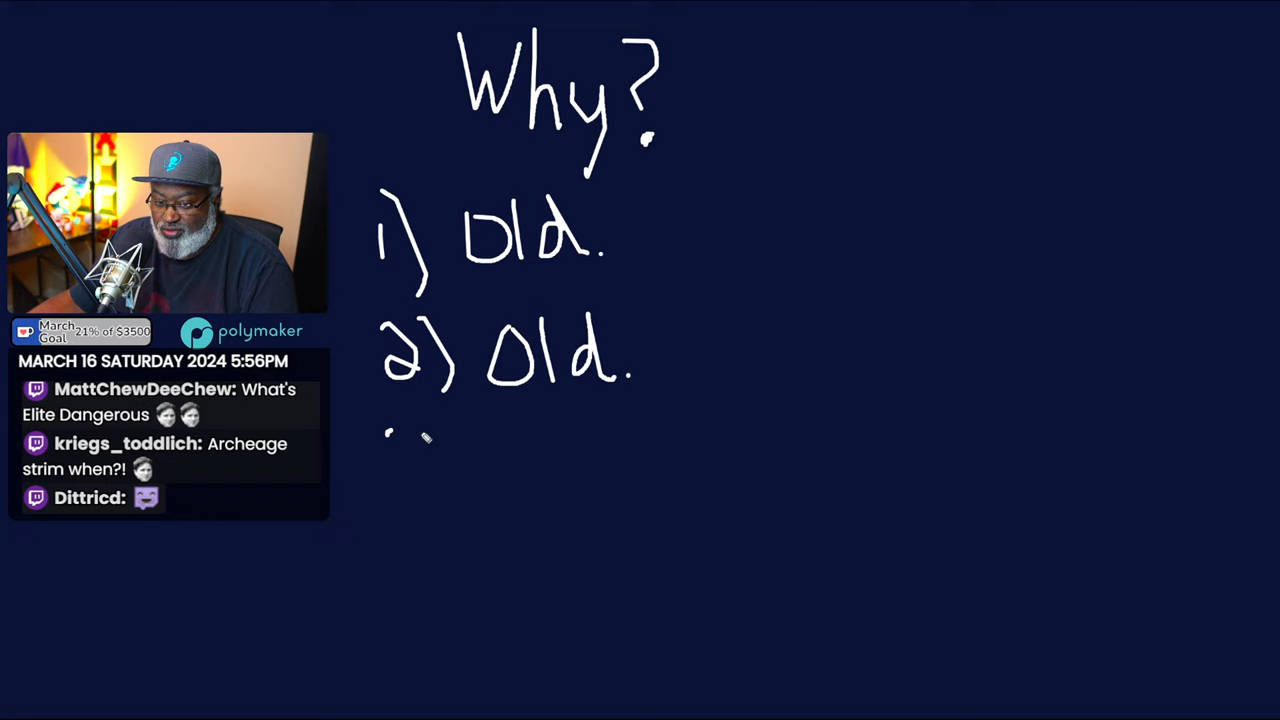 Why?
1) Old.
2) Old.
March
Goal
21% of $3500
polymaker
MARCH 16 SATURDAY 2024 5:56PM
MattChewDeeChew: What's
Elite Dangerous
kriegs_toddlich: Archeage
strim when?!
Dittricd: